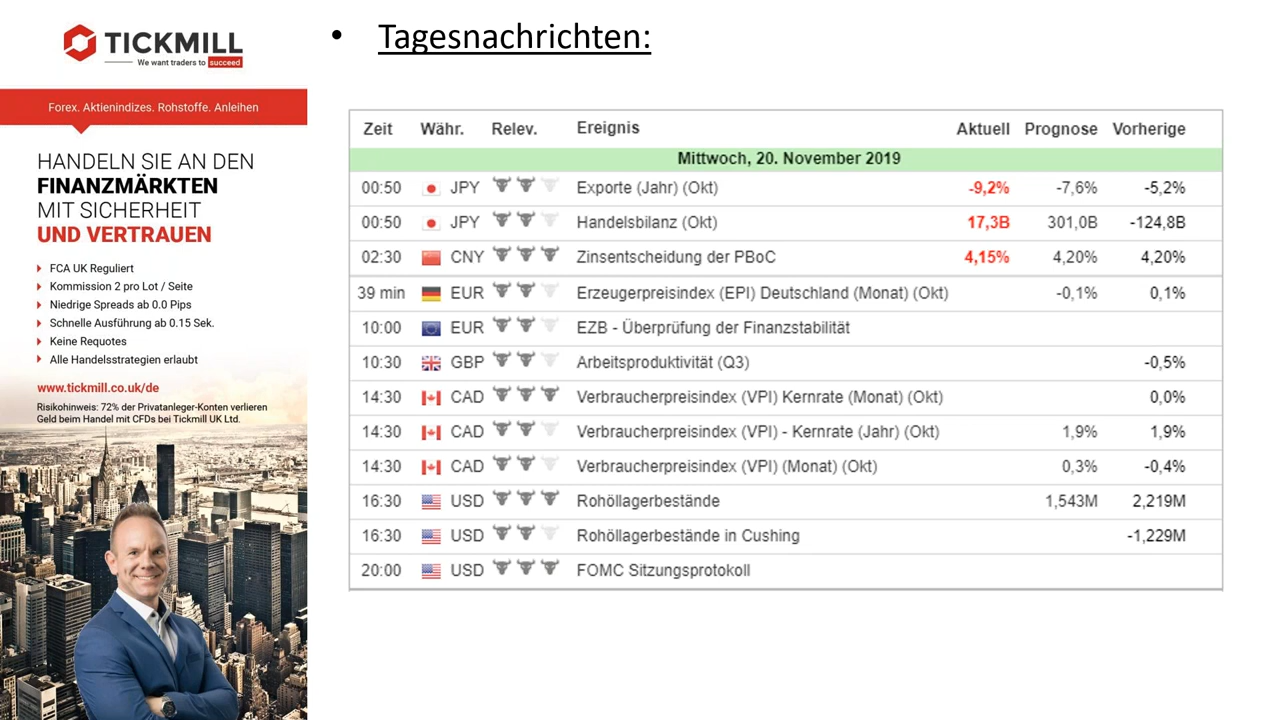 TICKMILL
We want traders to succeed
Forex. Aktienindizes. Rohstoffe. Anleihen
HANDELN SIE AN DEN
FINANZMÄRKTEN
MIT SICHERHEIT
UND VERTRAUEN
FCA UK Reguliert
Kommission 2 pro Lot / Seite
Niedrige Spreads ab 0.0 Pips
Schnelle Ausführung ab 0.15 Sek.
Keine Requotes
Alle Handelsstrategien erlaubt
www.tickmill.co.uk/de
Risikohinweis: 72% der Privatanleger-Konten verlieren
Geld beim Handel mit CFDs bei Tickmill UK Ltd.
• Tagesnachrichten:
Zeit Währ. Relev. Ereignis Aktuell Prognose Vorherige
Mittwoch, 20. November 2019
00:50 JPY Exporte (Jahr) (Okt) -9,2% -7,6% -5,2%
00:50 JPY Handelsbilanz (Okt) 17,3B 301,0B -124,8B
02:30 CNY Zinsentscheidung der PBoC 4,15% 4,20% 4,20%
39 min EUR Erzeugerpreisindex (EPI) Deutschland (Monat) (Okt) -0,1% 0,1%
10:00 EUR EZB - Überprüfung der Finanzstabilität
10:30 GBP Arbeitsproduktivität (Q3) -0,5%
14:30 CAD Verbraucherpreisindex (VPI) Kernrate (Monat) (Okt) 0,0%
14:30 CAD Verbraucherpreisindex (VPI) - Kernrate (Jahr) (Okt) 1,9% 1,9%
14:30 CAD Verbraucherpreisindex (VPI) (Monat) (Okt) 0,3% -0,4%
16:30 USD Rohöllagerbestände 1,543M 2,219M
16:30 USD Rohöllagerbestände in Cushing -1,229M
20:00 USD FOMC Sitzungsprotokoll